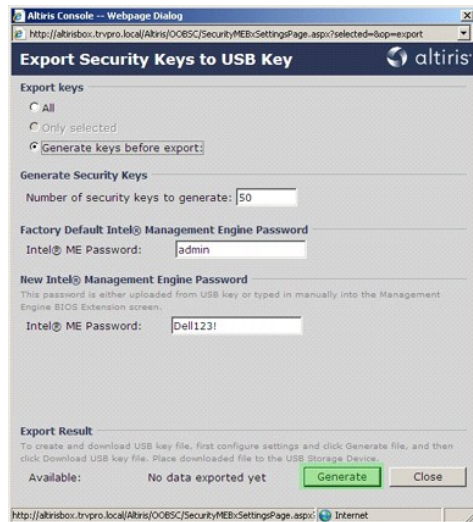 Altiris Console -- Webpage Dialog
http://altirisbox.trvpro.local/Altiris/OOBSC/SecurityMEBxSettingsPage.aspx?selected=&op=export
Export Security Keys to USB Key
altiris
Export keys
All
Only selected
Generate keys before export:
Generate Security Keys
Number of security keys to generate: 50
Factory Default Intel® Management Engine Password
Intel® ME Password: admin
New Intel® Management Engine Password
This password is either uploaded from USB key or typed in manually into the Management
Engine BIOS Extension screen.
Intel® ME Password: Dell123!
Export Result
To create and download USB key file, first configure settings and click Generate file, and then
click Download USB key file. Place downloaded file to the USB Storage Device.
Available: No data exported yet Generate Close
http://altirisbox.trvpro.local/Altiris/OOBSC/SecurityMEBxSettingsPage.aspx? Internet